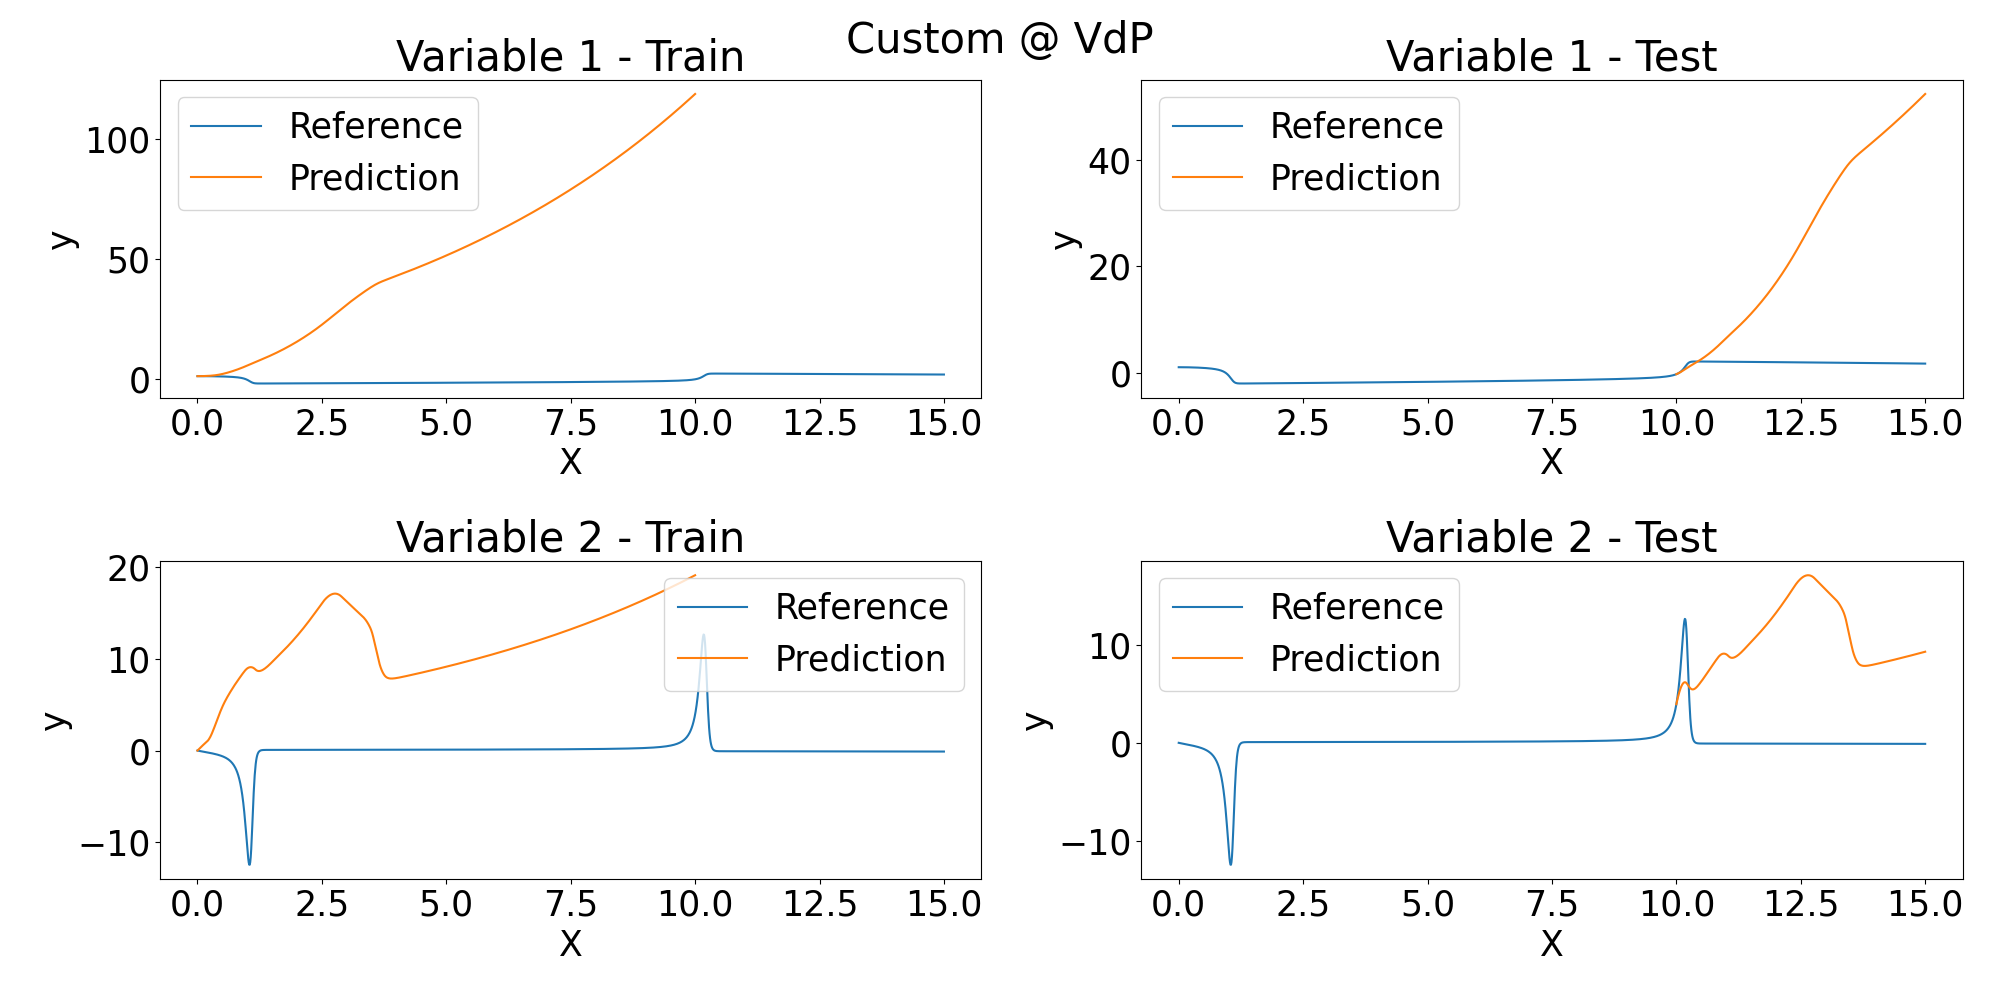 Custom @ VdP
Variable 1 - Train
Reference
Prediction
100
50
0
y
0.0 2.5 5.0 7.5 10.0 12.5 15.0
X
Variable 1 - Test
Reference
Prediction
40
20
0
y
0.0 2.5 5.0 7.5 10.0 12.5 15.0
X
Variable 2 - Train
Reference
Prediction
20
10
0
−10
y
0.0 2.5 5.0 7.5 10.0 12.5 15.0
X
Variable 2 - Test
Reference
Prediction
10
0
−10
y
0.0 2.5 5.0 7.5 10.0 12.5 15.0
X